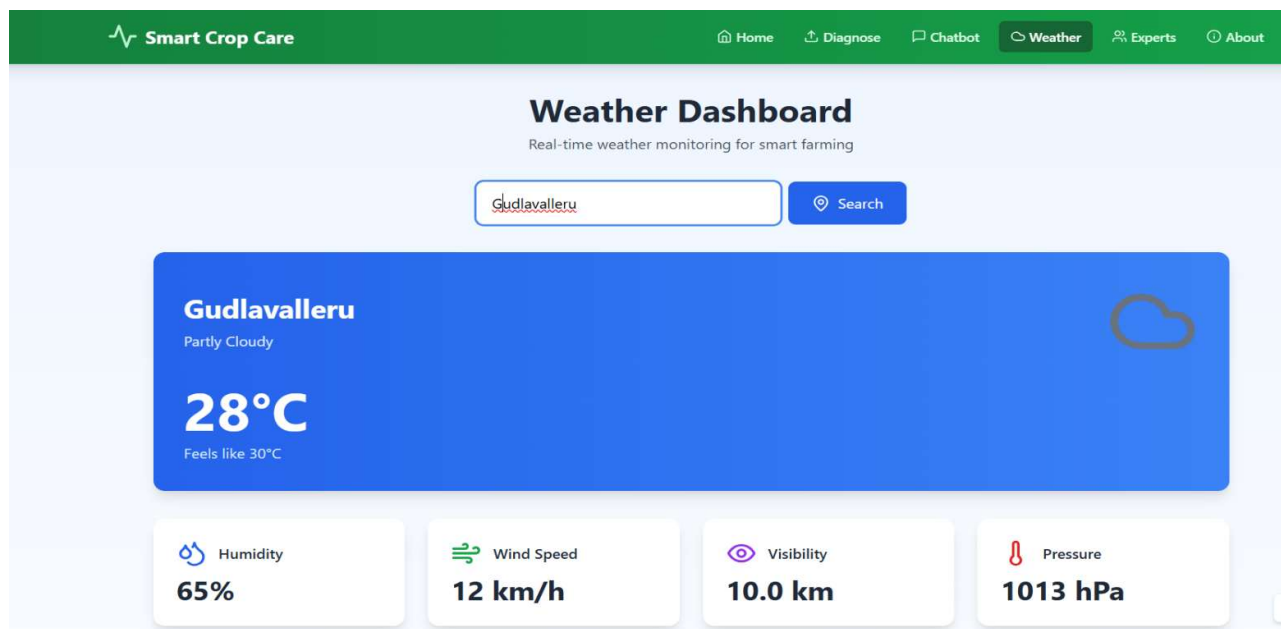 Smart Crop Care Home Diagnose Chatbot Weather Experts About
Weather Dashboard
Real-time weather monitoring for smart farming
Gudlavalleru Search
Gudlavalleru
Partly Cloudy
28°C
Feels like 30°C
Humidity Wind Speed Visibility Pressure
65% 12 km/h 10.0 km 1013 hPa